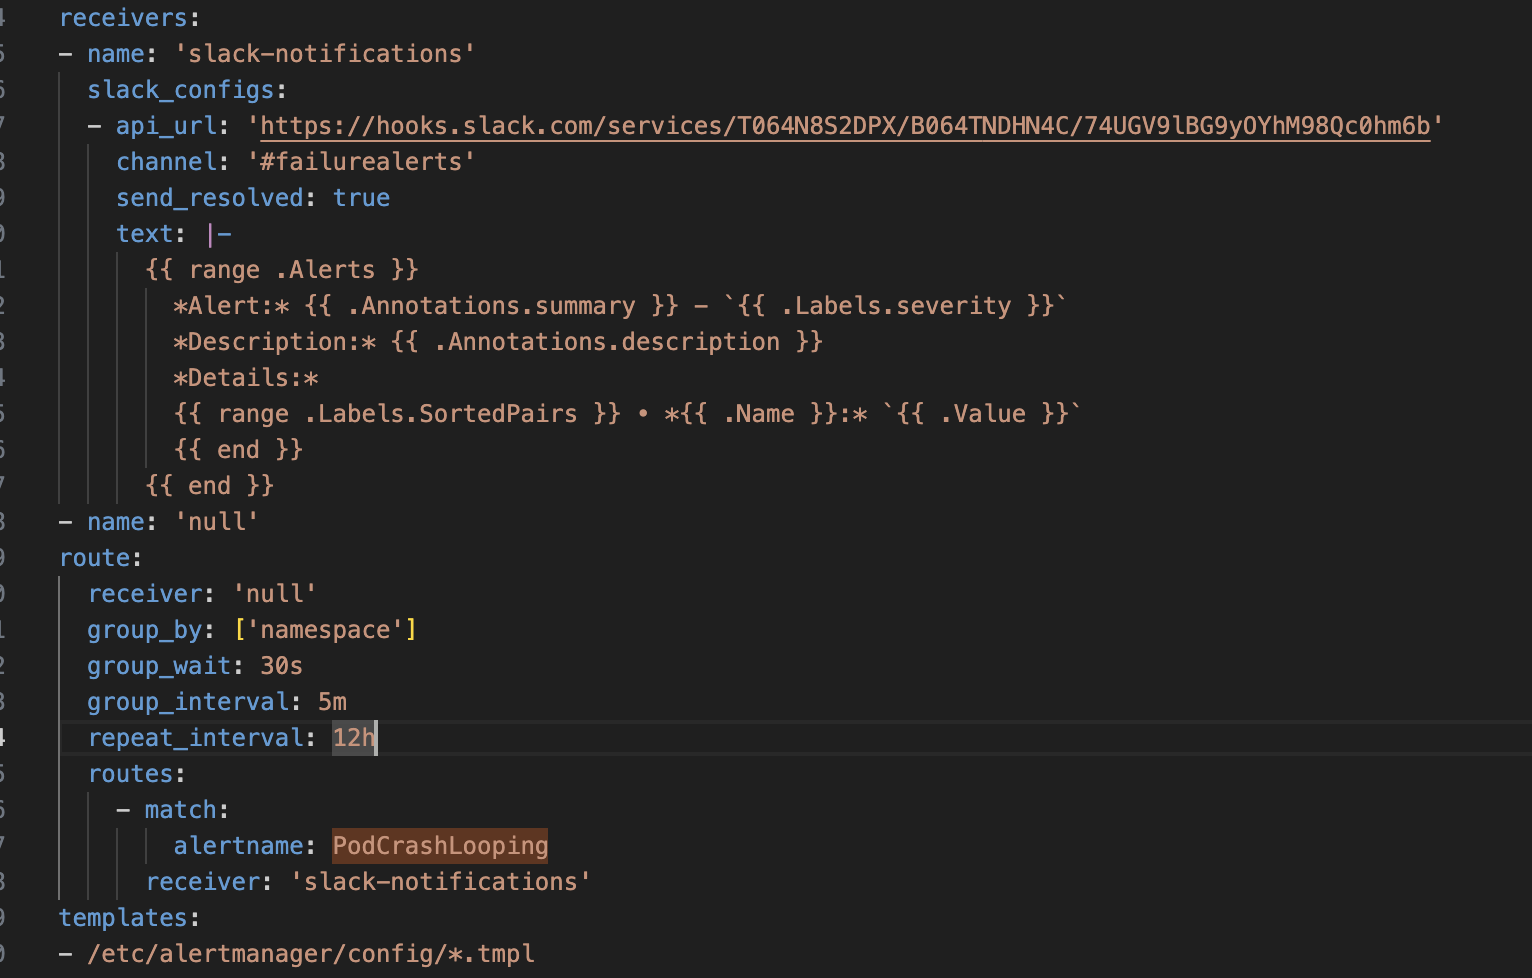 receivers:
- name: 'slack-notifications'
  slack_configs:
  - api_url: 'https://hooks.slack.com/services/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'
    channel: '#failurealerts'
    send_resolved: true
    text: |-
      {{ range .Alerts }}
        *Alert:* {{ .Annotations.summary }} - `{{ .Labels.severity }}`
        *Description:* {{ .Annotations.description }}
        *Details:*
        {{ range .Labels.SortedPairs }} • *{{ .Name }}:* `{{ .Value }}`
        {{ end }}
      {{ end }}
- name: 'null'
route:
  receiver: 'null'
  group_by: ['namespace']
  group_wait: 30s
  group_interval: 5m
  repeat_interval: 12h
  routes:
    - match:
        alertname: PodCrashLooping
      receiver: 'slack-notifications'
templates:
- /etc/alertmanager/config/*.tmpl